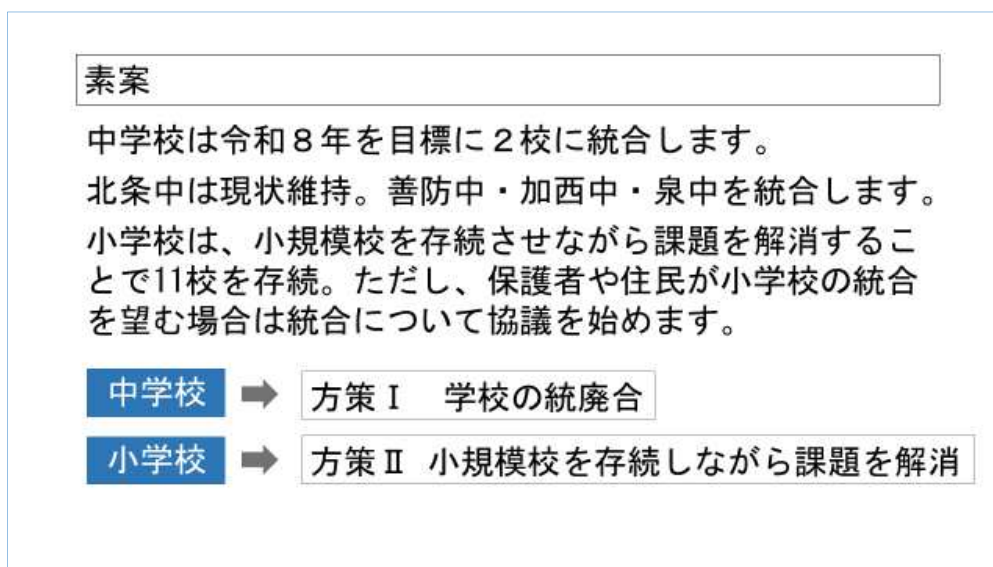 素案
中学校は令和８年を目標に２校に統合します。
北条中は現状維持。善防中・加西中・泉中を統合します。
小学校は、小規模校を存続させながら課題を解消するこ
とで11校を存続。ただし、保護者や住民が小学校の統合
を望む場合は統合について協議を始めます。
中学校 ➡ 方策Ⅰ　学校の統廃合
小学校 ➡ 方策Ⅱ 小規模校を存続しながら課題を解消